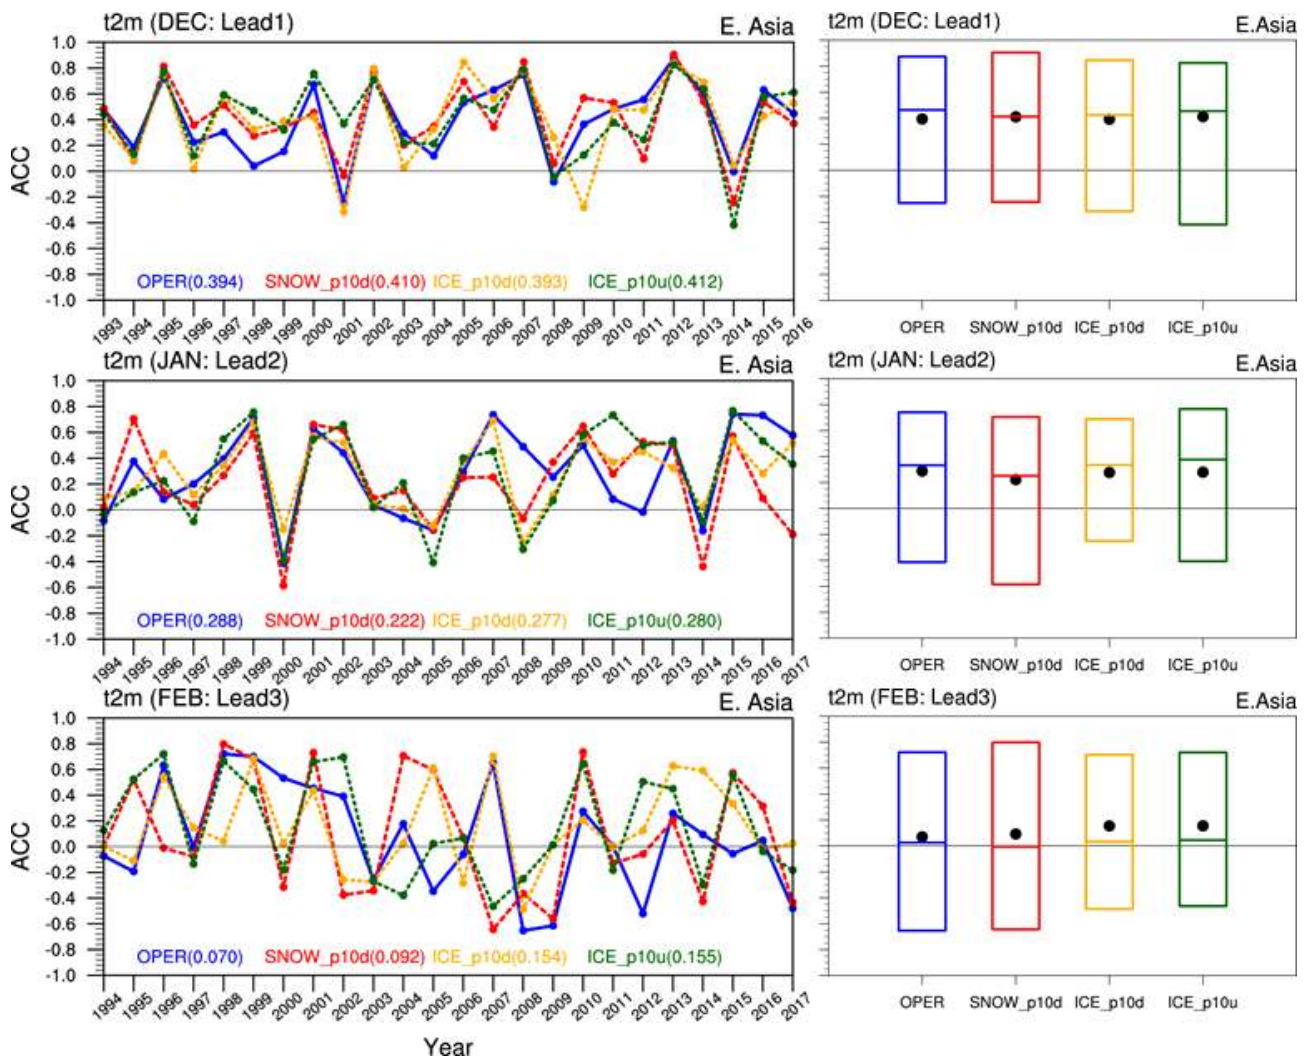 t2m (DEC: Lead1) E. Asia
1.0
0.8
0.6
0.4
0.2
0.0
-0.2
-0.4
-0.6
-0.8
-1.0
ACC
OPER(0.394) SNOW_p10d(0.410) ICE_p10d(0.393) ICE_p10u(0.412)
1993 1994 1995 1996 1997 1998 1999 2000 2001 2002 2003 2004 2005 2006 2007 2008 2009 2010 2011 2012 2013 2014 2015 2016
t2m (DEC: Lead1) E.Asia
OPER SNOW_p10d ICE_p10d ICE_p10u
t2m (JAN: Lead2) E. Asia
1.0
0.8
0.6
0.4
0.2
0.0
-0.2
-0.4
-0.6
-0.8
-1.0
ACC
OPER(0.288) SNOW_p10d(0.222) ICE_p10d(0.277) ICE_p10u(0.280)
1994 1995 1996 1997 1998 1999 2000 2001 2002 2003 2004 2005 2006 2007 2008 2009 2010 2011 2012 2013 2014 2015 2016 2017
t2m (JAN: Lead2) E.Asia
OPER SNOW_p10d ICE_p10d ICE_p10u
t2m (FEB: Lead3) E. Asia
1.0
0.8
0.6
0.4
0.2
0.0
-0.2
-0.4
-0.6
-0.8
-1.0
ACC
OPER(0.070) SNOW_p10d(0.092) ICE_p10d(0.154) ICE_p10u(0.155)
1994 1995 1996 1997 1998 1999 2000 2001 2002 2003 2004 2005 2006 2007 2008 2009 2010 2011 2012 2013 2014 2015 2016 2017
Year
t2m (FEB: Lead3) E.Asia
OPER SNOW_p10d ICE_p10d ICE_p10u